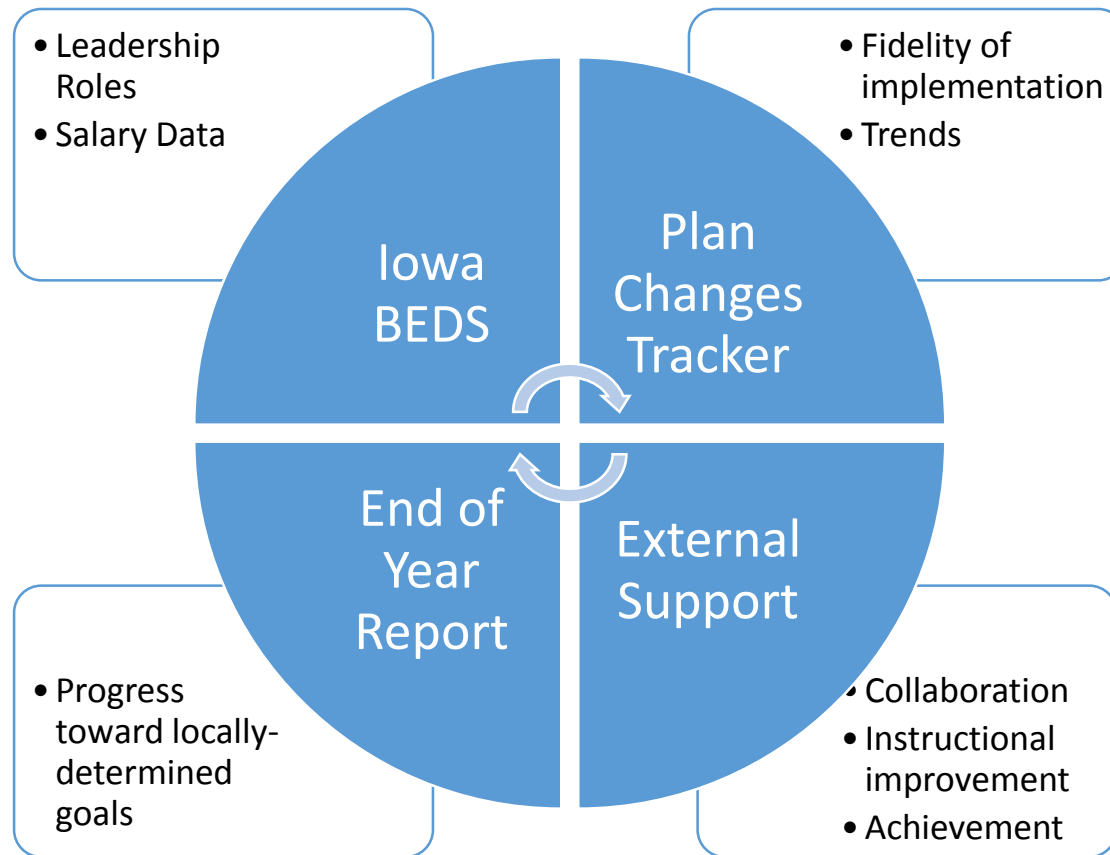 • Leadership
Roles
• Salary Data
• Fidelity of
implementation
• Trends
Iowa
BEDS
Plan
Changes
Tracker
End of
Year
Report
External
Support
• Progress
toward locally-
determined
goals
• Collaboration
• Instructional
improvement
• Achievement